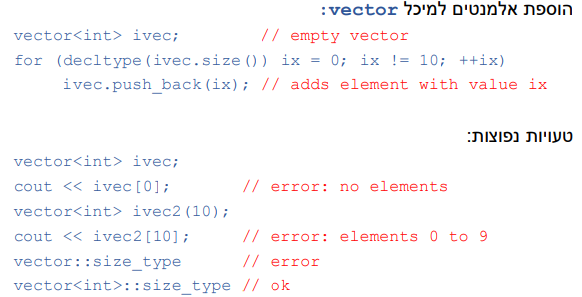 הוספת אלמנטים למיכל vector:
vector<int> ivec; // empty vector
for (decltype(ivec.size()) ix = 0; ix != 10; ++ix)
ivec.push_back(ix); // adds element with value ix
טעויות נפוצות:
vector<int> ivec;
cout << ivec[0]; // error: no elements
vector<int> ivec2(10);
cout << ivec2[10]; // error: elements 0 to 9
vector::size_type // error
vector<int>::size_type // ok